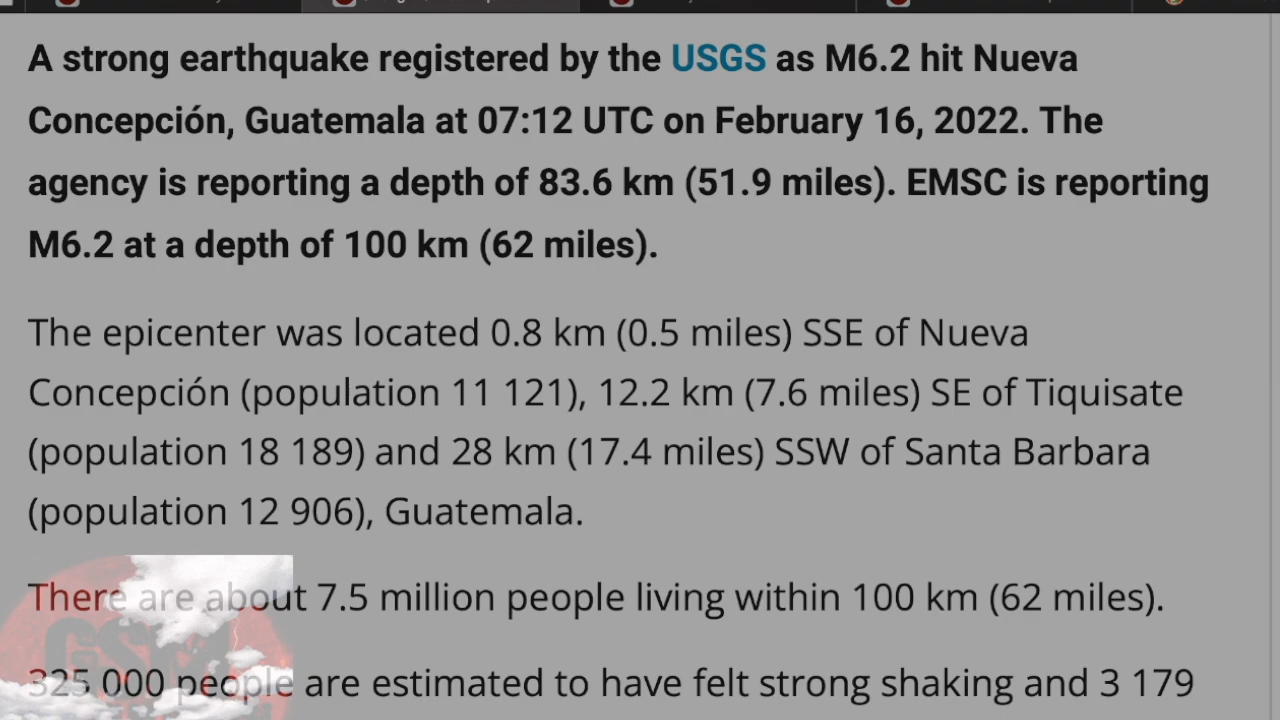 A strong earthquake registered by the USGS as M6.2 hit Nueva
Concepción, Guatemala at 07:12 UTC on February 16, 2022. The
agency is reporting a depth of 83.6 km (51.9 miles). EMSC is reporting
M6.2 at a depth of 100 km (62 miles).
The epicenter was located 0.8 km (0.5 miles) SSE of Nueva
Concepción (population 11 121), 12.2 km (7.6 miles) SE of Tiquisate
(population 18 189) and 28 km (17.4 miles) SSW of Santa Barbara
(population 12 906), Guatemala.
There are about 7.5 million people living within 100 km (62 miles).
325 000 people are estimated to have felt strong shaking and 3 179